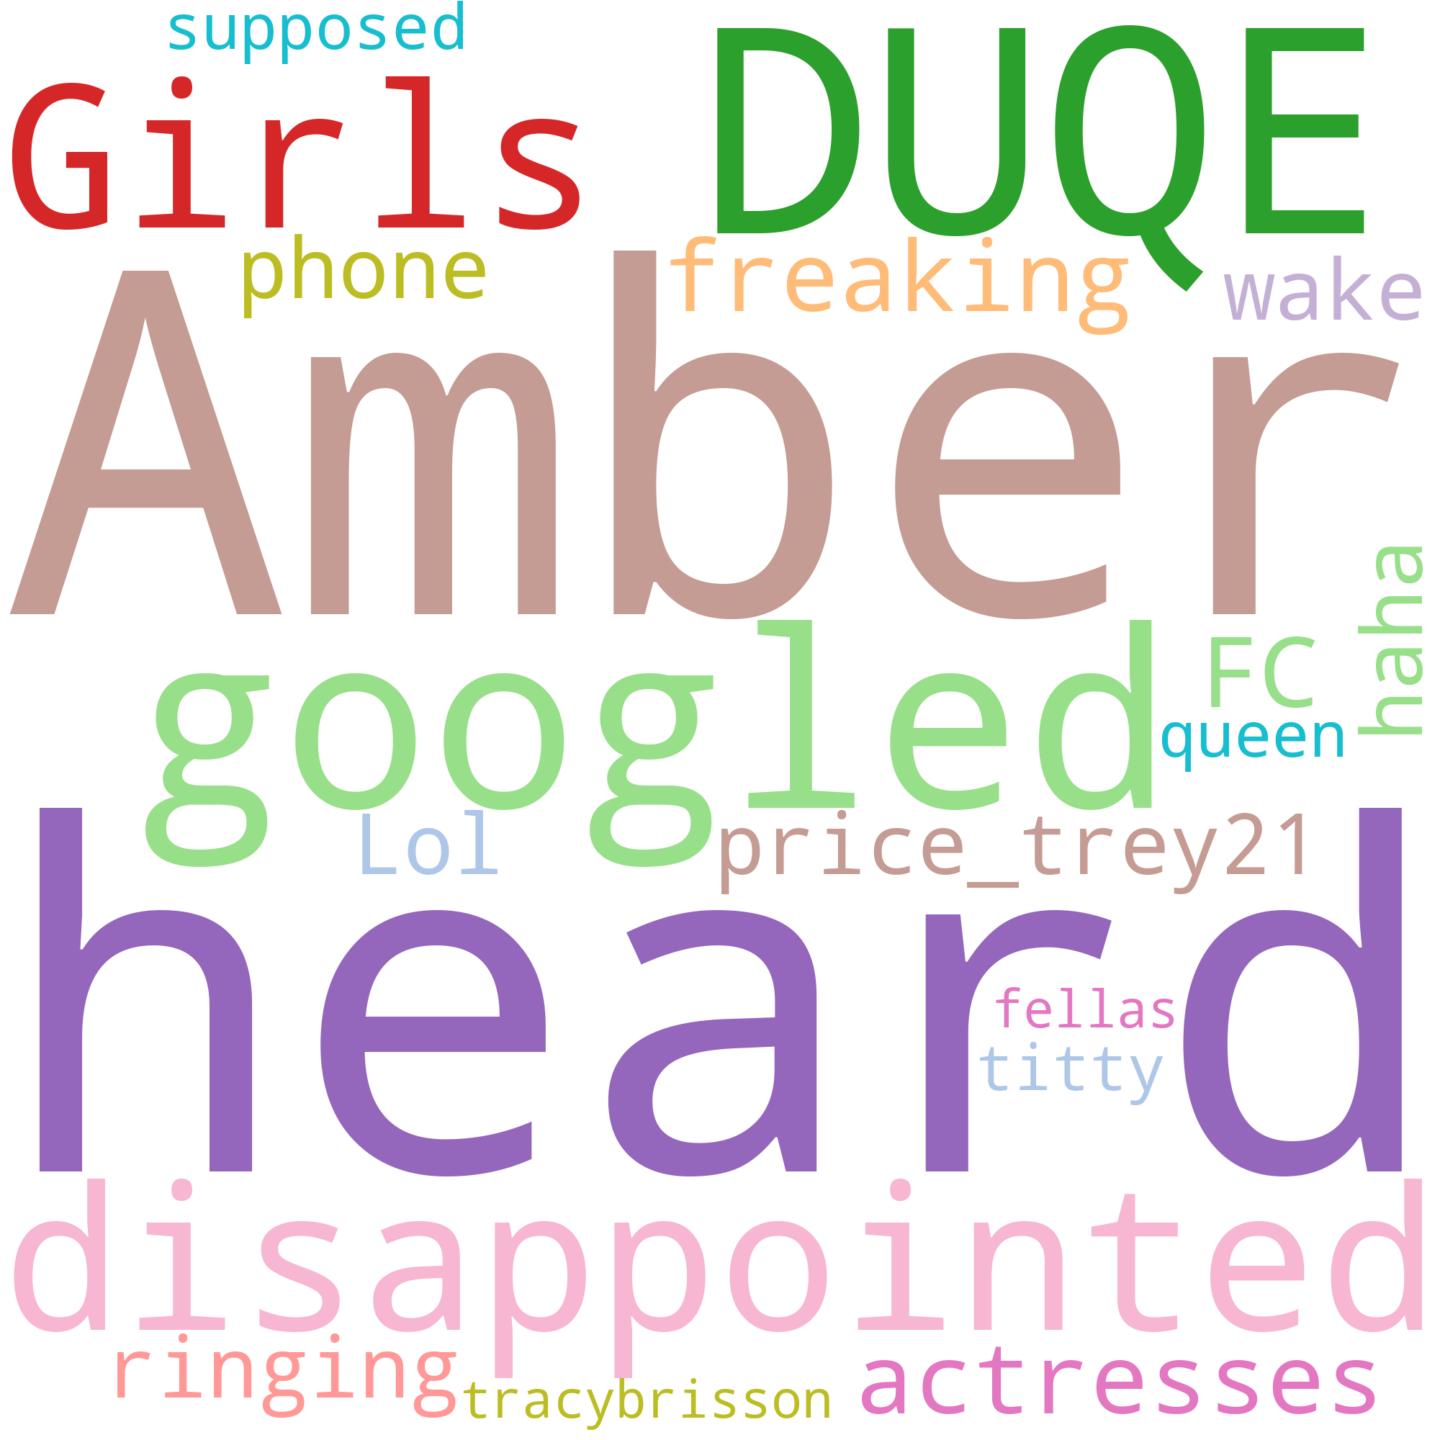 supposed
Girls
DUQE
phone
freaking
wake
Amber
haha
googled
FC
queen
Lol
price_trey21
heard
fellas
titty
disappointed
ringing
tracybrisson
actresses